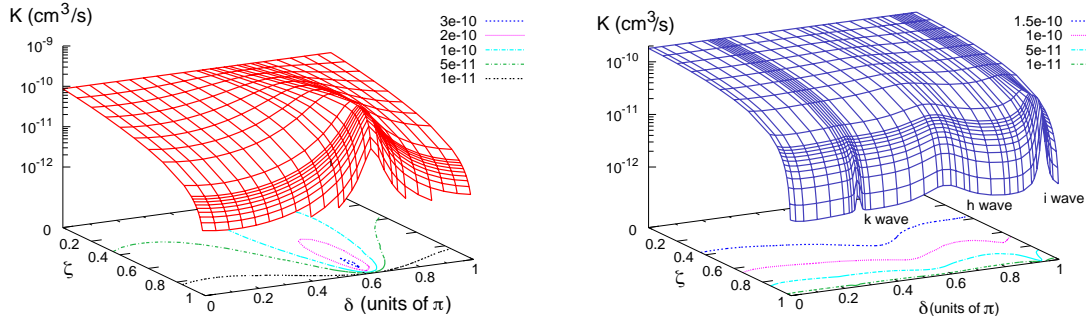 K (cm³/s)
3e-10
2e-10
1e-10
5e-11
1e-11
10⁻⁹
10⁻¹⁰
10⁻¹¹
10⁻¹²
0
0.2
0.4
0.6
0.8
1
ζ
0
0.2
0.4
0.6
0.8
1
δ (units of π)
K (cm³/s)
1.5e-10
1e-10
5e-11
1e-11
10⁻⁹
10⁻¹⁰
10⁻¹¹
10⁻¹²
k wave
h wave
i wave
0
0.2
0.4
0.6
0.8
1
ζ
0
0.2
0.4
0.6
0.8
1
δ(units of π)